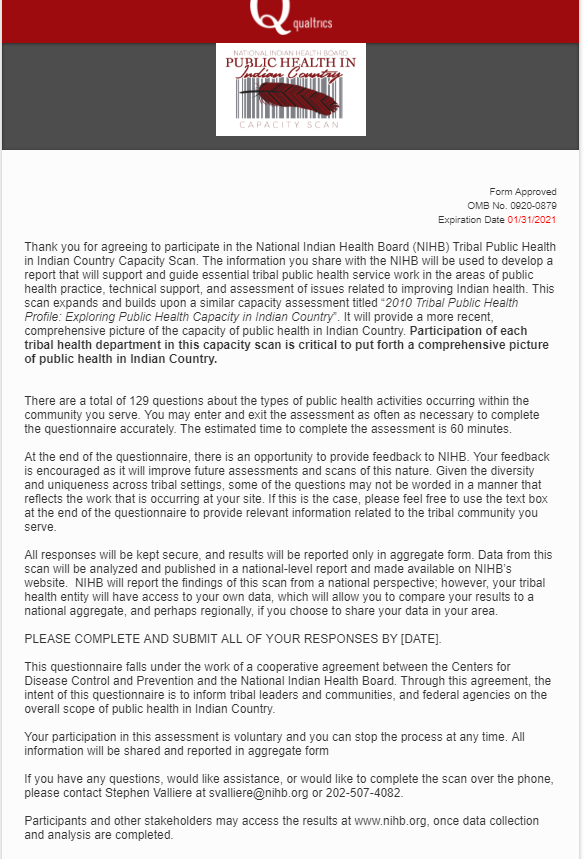 qualtrics
NATIONAL INDIAN HEALTH BOARD
PUBLIC HEALTH IN
Indian Country
CAPACITY SCAN
Form Approved
OMB No. 0920-0879
Expiration Date 01/31/2021
Thank you for agreeing to participate in the National Indian Health Board (NIHB) Tribal Public Health
in Indian Country Capacity Scan. The information you share with the NIHB will be used to develop a
report that will support and guide essential tribal public health service work in the areas of public
health practice, technical support, and assessment of issues related to improving Indian health. This
scan expands and builds upon a similar capacity assessment titled “2010 Tribal Public Health
Profile: Exploring Public Health Capacity in Indian Country”. It will provide a more recent,
comprehensive picture of the capacity of public health in Indian Country. Participation of each
tribal health department in this capacity scan is critical to put forth a comprehensive picture
of public health in Indian Country.
There are a total of 129 questions about the types of public health activities occurring within the
community you serve. You may enter and exit the assessment as often as necessary to complete
the questionnaire accurately. The estimated time to complete the assessment is 60 minutes.
At the end of the questionnaire, there is an opportunity to provide feedback to NIHB. Your feedback
is encouraged as it will improve future assessments and scans of this nature. Given the diversity
and uniqueness across tribal settings, some of the questions may not be worded in a manner that
reflects the work that is occurring at your site. If this is the case, please feel free to use the text box
at the end of the questionnaire to provide relevant information related to the tribal community you
serve.
All responses will be kept secure, and results will be reported only in aggregate form. Data from this
scan will be analyzed and published in a national-level report and made available on NIHB’s
website. NIHB will report the findings of this scan from a national perspective; however, your tribal
health entity will have access to your own data, which will allow you to compare your results to a
national aggregate, and perhaps regionally, if you choose to share your data in your area.
PLEASE COMPLETE AND SUBMIT ALL OF YOUR RESPONSES BY [DATE].
This questionnaire falls under the work of a cooperative agreement between the Centers for
Disease Control and Prevention and the National Indian Health Board. Through this agreement, the
intent of this questionnaire is to inform tribal leaders and communities, and federal agencies on the
overall scope of public health in Indian Country.
Your participation in this assessment is voluntary and you can stop the process at any time. All
information will be shared and reported in aggregate form
If you have any questions, would like assistance, or would like to complete the scan over the phone,
please contact Stephen Valliere at svalliere@nihb.org or 202-507-4082.
Participants and other stakeholders may access the results at www.nihb.org, once data collection
and analysis are completed.